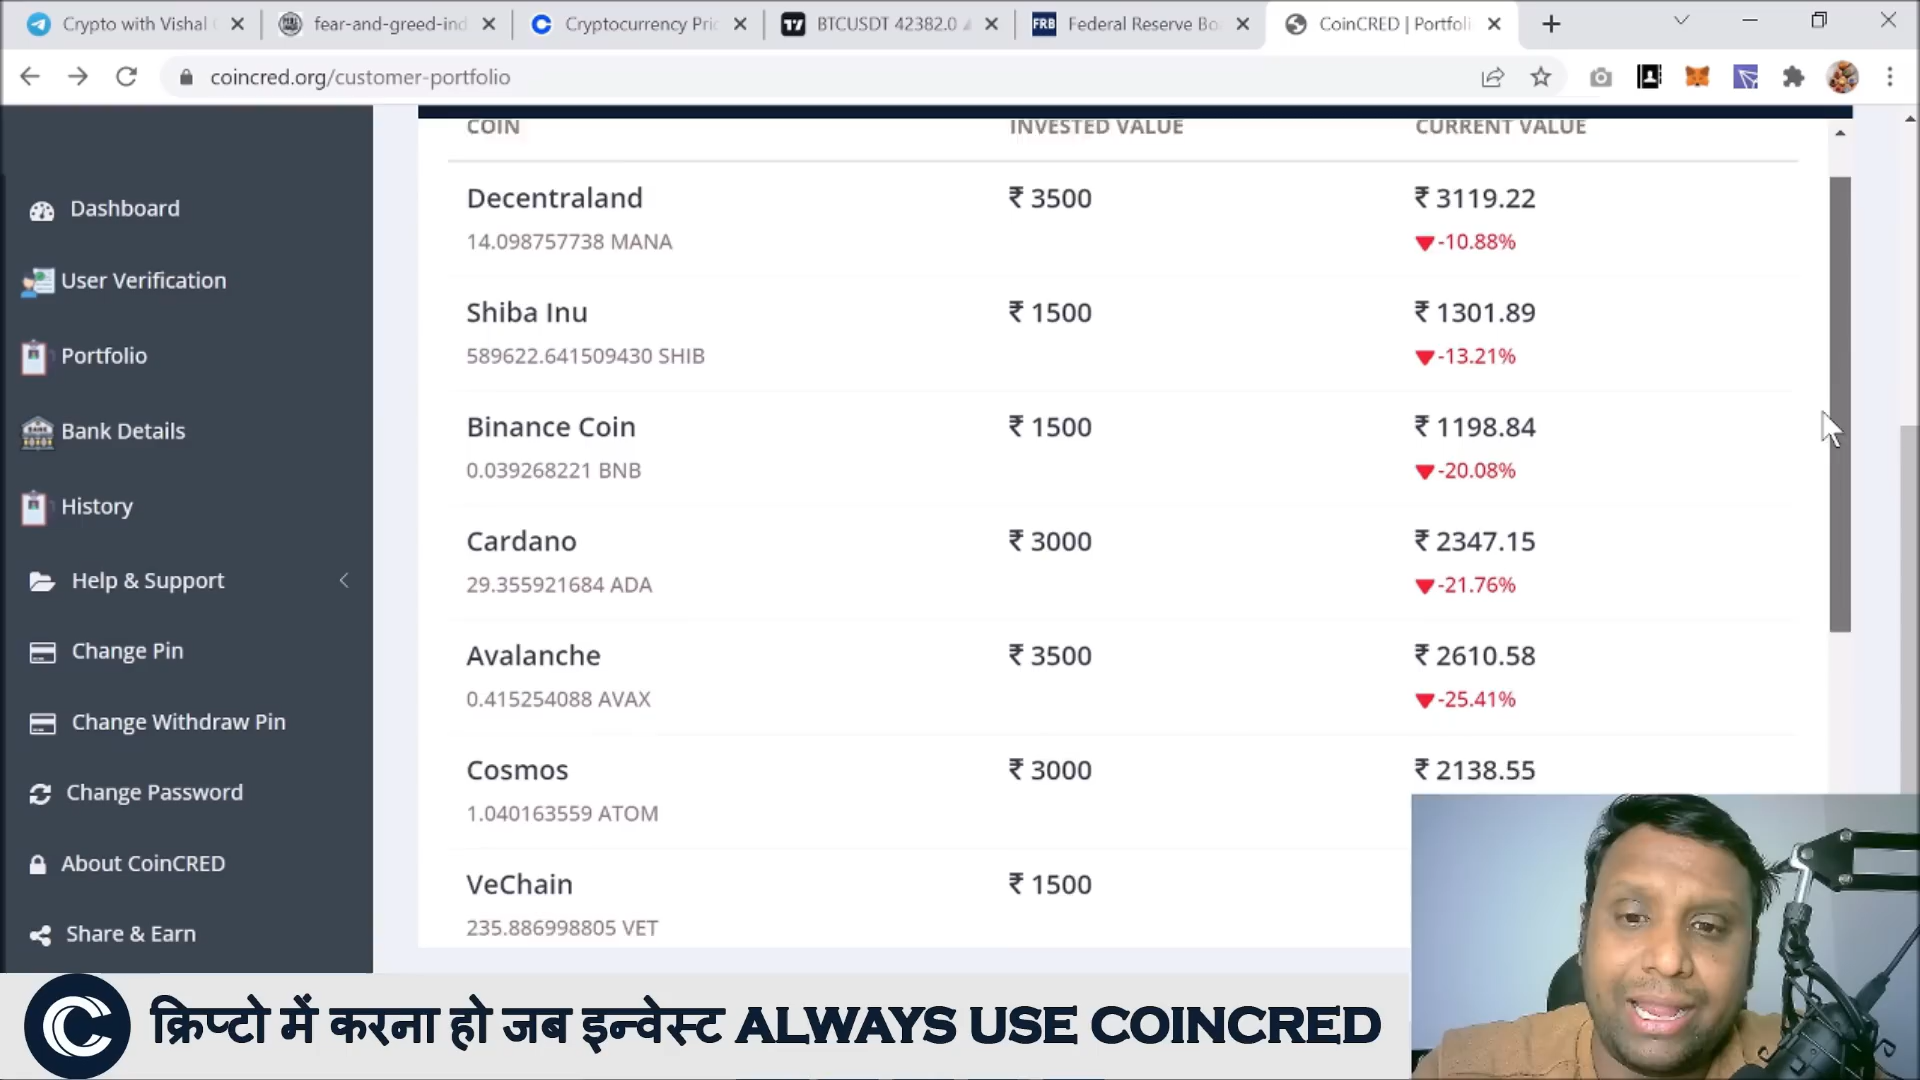 Crypto with Vishal
fear-and-greed-ind
Cryptocurrency Pric
BTCUSDT 42382.0
FRB
Federal Reserve Bo
CoinCRED | Portfoli
coincred.org/customer-portfolio
COIN INVESTED VALUE CURRENT VALUE
Dashboard
User Verification
Portfolio
Bank Details
History
Help & Support
Change Pin
Change Withdraw Pin
Change Password
About CoinCRED
Share & Earn
Decentraland ₹ 3500 ₹ 3119.22
14.098757738 MANA -10.88%
Shiba Inu ₹ 1500 ₹ 1301.89
589622.641509430 SHIB -13.21%
Binance Coin ₹ 1500 ₹ 1198.84
0.039268221 BNB -20.08%
Cardano ₹ 3000 ₹ 2347.15
29.355921684 ADA -21.76%
Avalanche ₹ 3500 ₹ 2610.58
0.415254088 AVAX -25.41%
Cosmos ₹ 3000 ₹ 2138.55
1.040163559 ATOM
VeChain ₹ 1500
235.886998805 VET
क्रिप्टो में करना हो जब इन्वेस्ट ALWAYS USE COINCRED